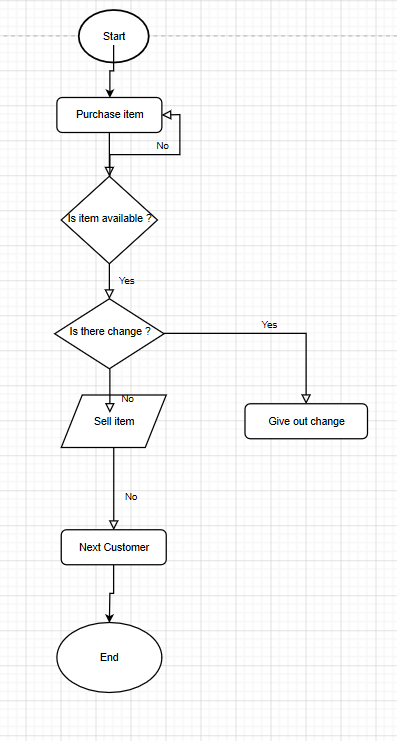 Start
Purchase item
No
Is item available ?
Yes
Is there change ?
Yes
No
Sell item
Give out change
No
Next Customer
End